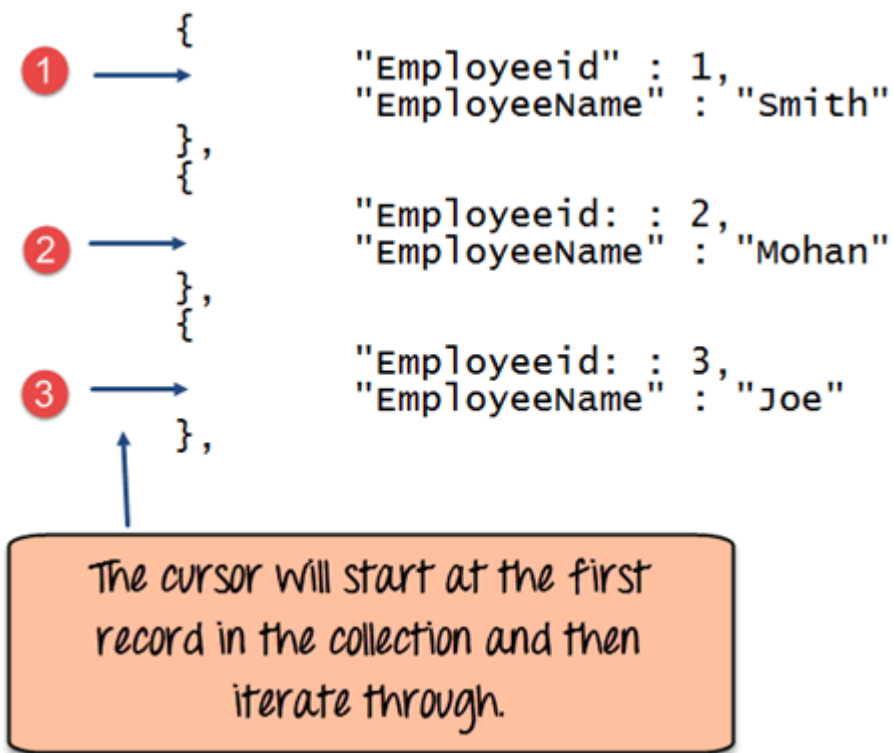 {
1
"Employeeid" : 1,
"EmployeeName" : "Smith"
},
{
"Employeeid: : 2,
2
"EmployeeName" : "Mohan"
},
{
"Employeeid: : 3,
3
"EmployeeName" : "Joe"
},
The cursor will start at the first
record in the collection and then
iterate through.